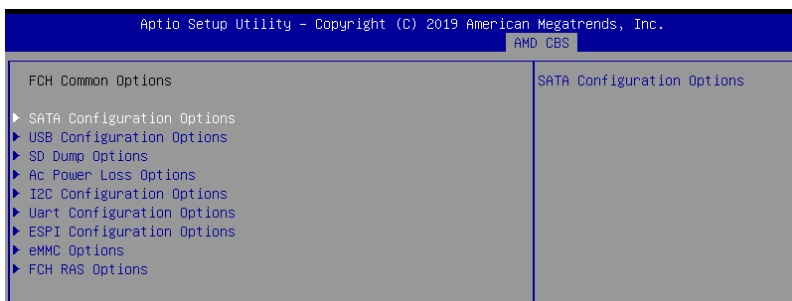 Aptio Setup Utility – Copyright (C) 2019 American Megatrends, Inc.
AMD CBS
FCH Common Options
SATA Configuration Options
SATA Configuration Options
USB Configuration Options
SD Dump Options
Ac Power Loss Options
I2C Configuration Options
Uart Configuration Options
ESPI Configuration Options
eMMC Options
FCH RAS Options